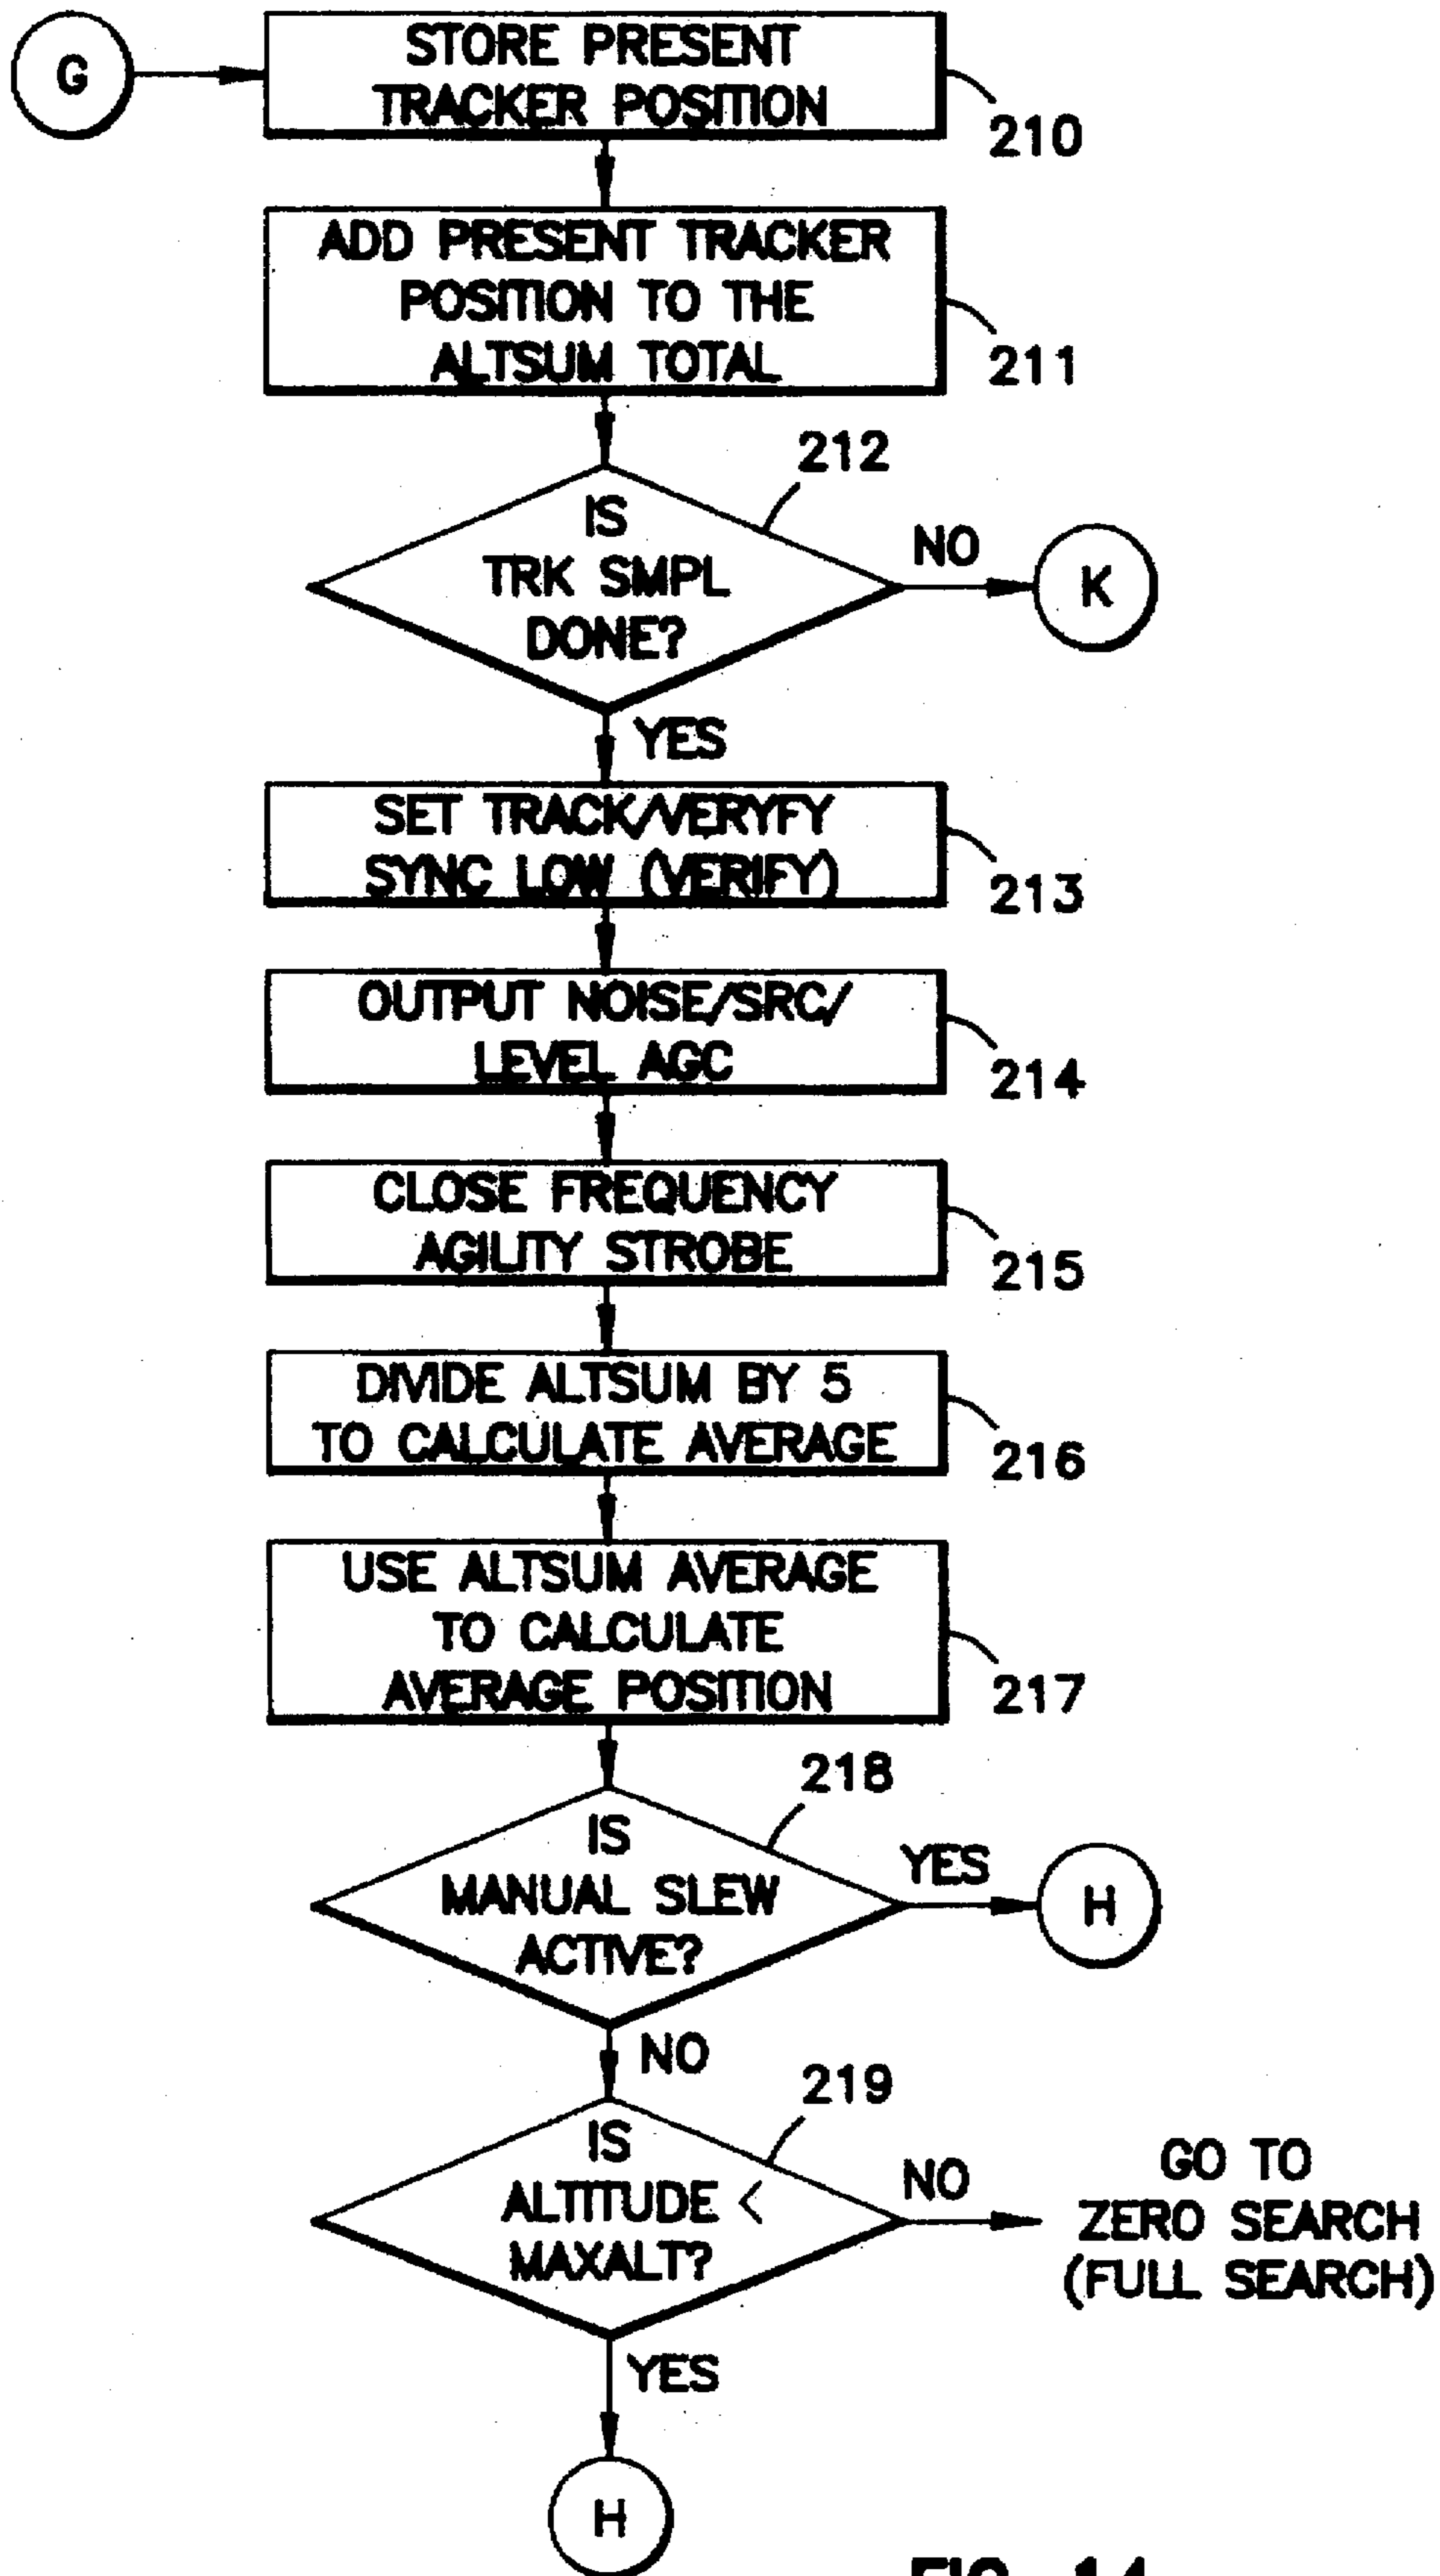 G
STORE PRESENT
TRACKER POSITION
210
ADD PRESENT TRACKER
POSITION TO THE
ALTSUM TOTAL
211
212
IS
TRK SMPL
DONE?
NO
K
YES
SET TRACK/VERYFY
SYNC LOW (VERIFY)
213
OUTPUT NOISE/SRC/
LEVEL AGC
214
CLOSE FREQUENCY
AGILITY STROBE
215
DIVIDE ALTSUM BY 5
TO CALCULATE AVERAGE
216
USE ALTSUM AVERAGE
TO CALCULATE
AVERAGE POSITION
217
218
IS
MANUAL SLEW
ACTIVE?
YES
H
NO
219
IS
ALTITUDE <
MAXALT?
NO
GO TO
ZERO SEARCH
(FULL SEARCH)
YES
H
FIG. 14